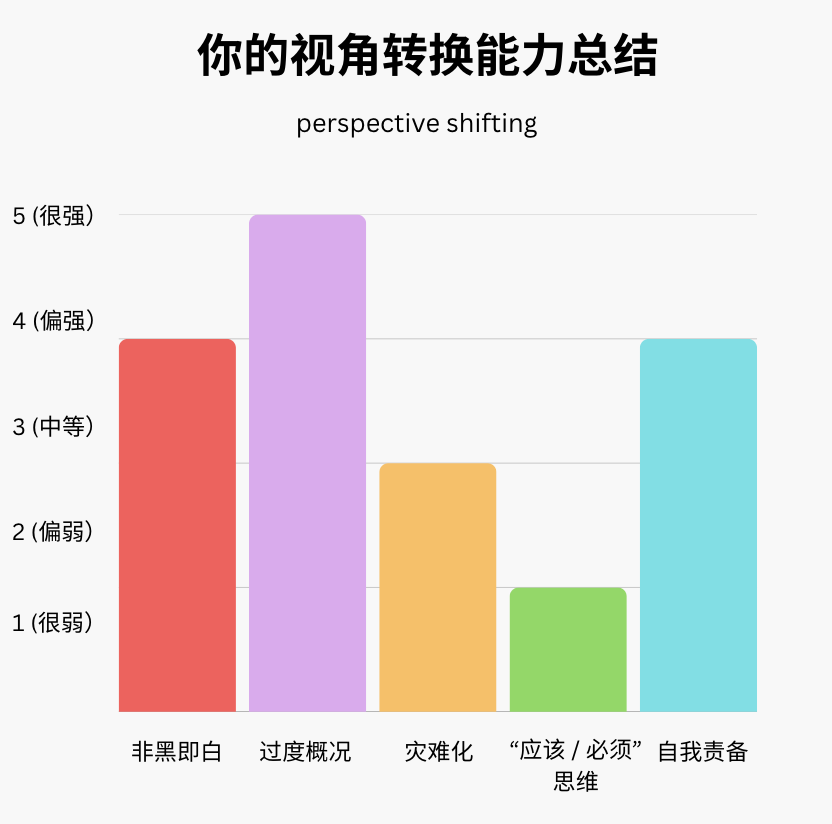 你的视角转换能力总结
perspective shifting
5 (很强）
4 (偏强）
3 (中等）
2 (偏弱）
1 (很弱）
非黑即白
过度概况
灾难化
“应该 / 必须”
思维
自我责备